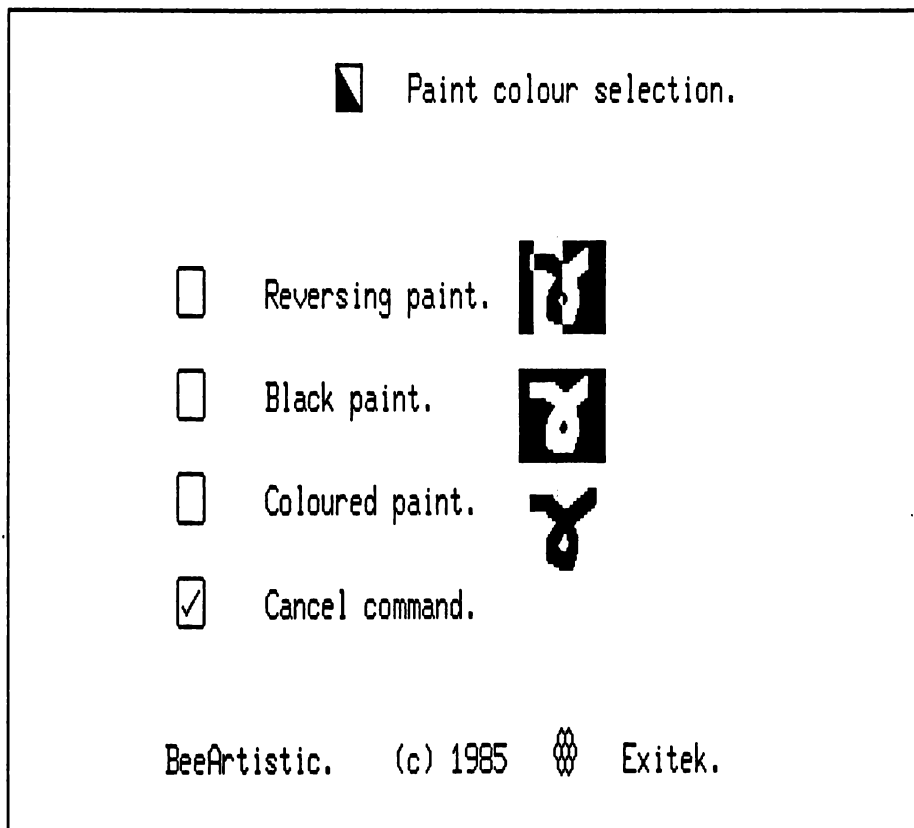 Paint colour selection.
Reversing paint.
Black paint.
Coloured paint.
Cancel command.
BeeArtistic. (c) 1985 Exitek.